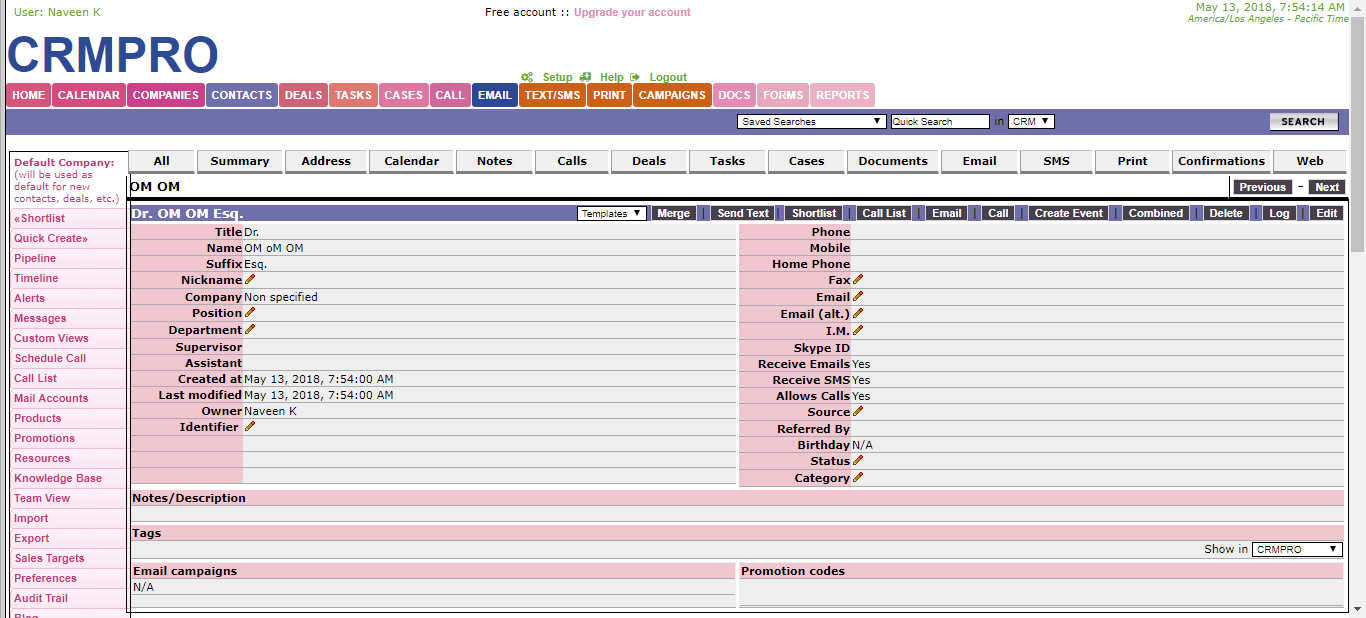 User: Naveen K
Free account :: Upgrade your account
May 13, 2018, 7:54:14 AM
America/Los Angeles - Pacific Time
CRMPRO
Setup Help Logout
HOME CALENDAR COMPANIES CONTACTS DEALS TASKS CASES CALL EMAIL TEXT/SMS PRINT CAMPAIGNS DOCS FORMS REPORTS
Saved Searches Quick Search in CRM SEARCH
Default Company:
(will be used as
default for new
contacts, deals, etc.)
«Shortlist
Quick Create»
Pipeline
Timeline
Alerts
Messages
Custom Views
Schedule Call
Call List
Mail Accounts
Products
Promotions
Resources
Knowledge Base
Team View
Import
Export
Sales Targets
Preferences
Audit Trail
Blog
All Summary Address Calendar Notes Calls Deals Tasks Cases Documents Email SMS Print Confirmations Web
OM OM Previous - Next
Dr. OM OM Esq. Templates Merge | Send Text | Shortlist | Call List | Email | Call | Create Event | Combined | Delete | Log | Edit
Title Dr.
Name OM oM OM
Suffix Esq.
Nickname
Company Non specified
Position
Department
Supervisor
Assistant
Created at May 13, 2018, 7:54:00 AM
Last modified May 13, 2018, 7:54:00 AM
Owner Naveen K
Identifier
Phone
Mobile
Home Phone
Fax
Email
Email (alt.)
I.M.
Skype ID
Receive Emails Yes
Receive SMS Yes
Allows Calls Yes
Source
Referred By
Birthday N/A
Status
Category
Notes/Description
Tags
Show in CRMPRO
Email campaigns
N/A
Promotion codes